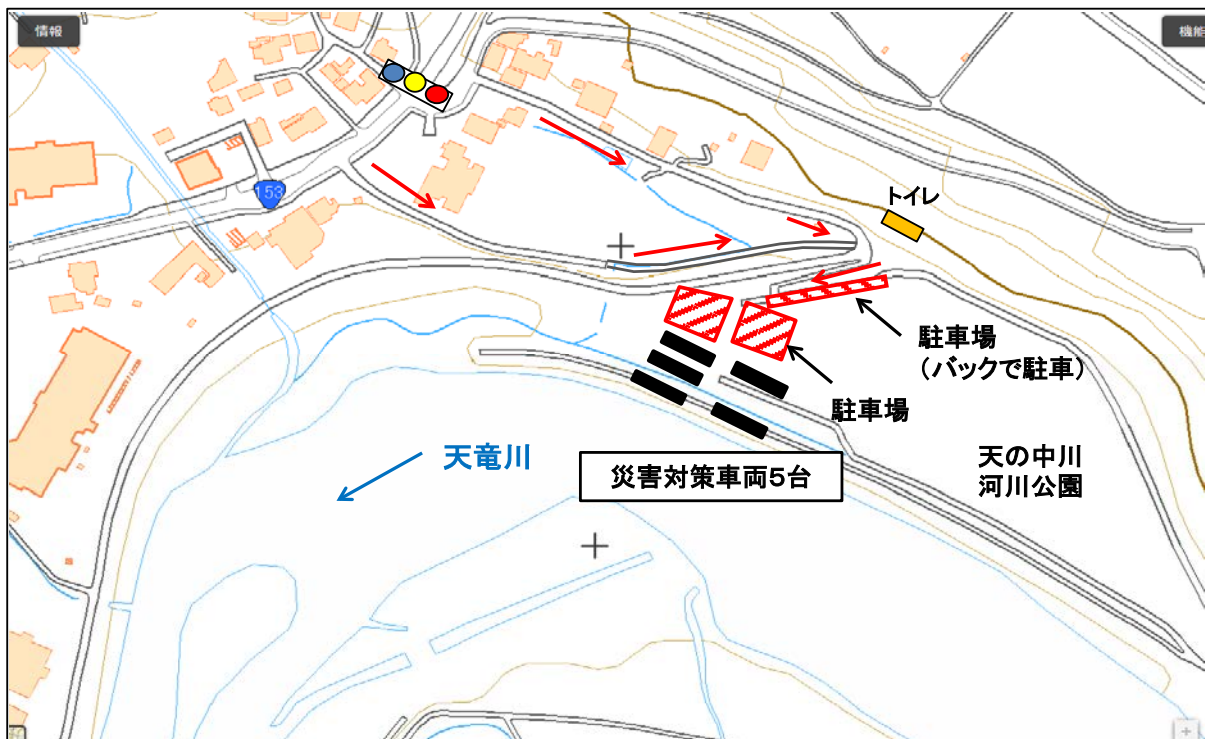 情報
機能
153
トイレ
駐車場
（バックで駐車）
駐車場
天竜川
災害対策車両５台
天の中川
河川公園